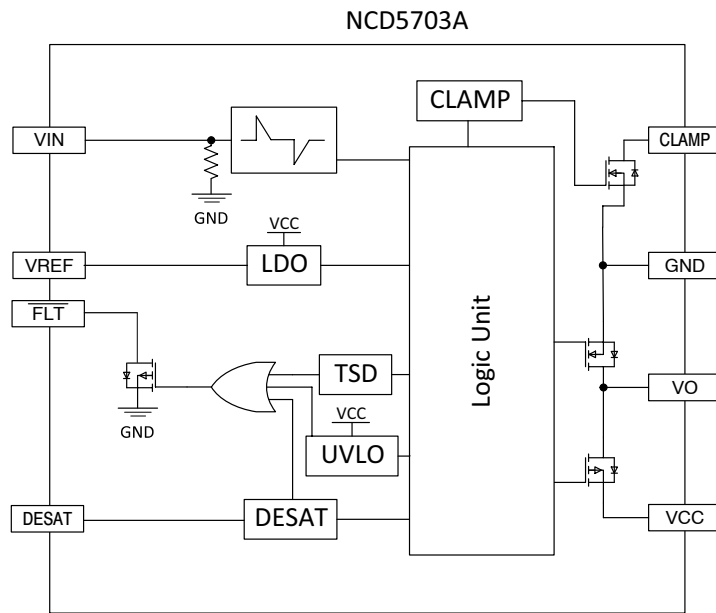 NCD5703A
CLAMP
VIN
CLAMP
GND
VCC
VREF
LDO
GND
FLT
Logic Unit
TSD
VO
GND
VCC
UVLO
DESAT
DESAT
VCC